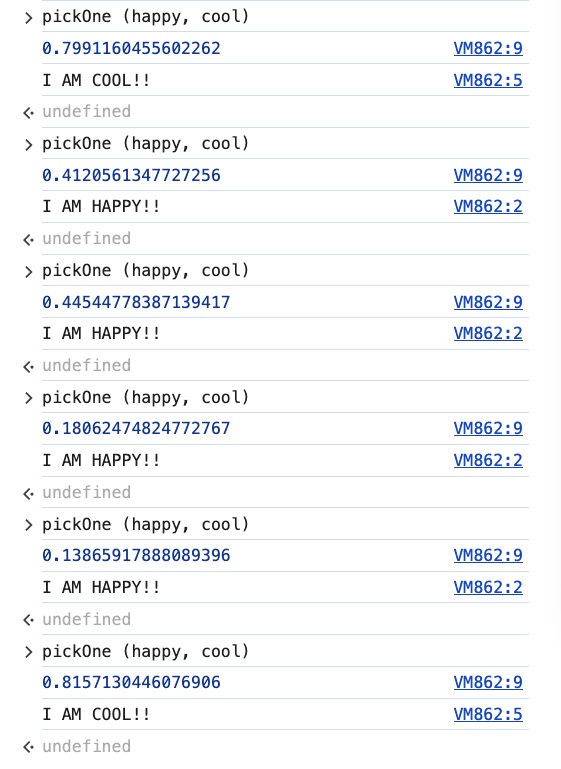 pickOne (happy, cool)
0.7991160455602262 VM862:9
I AM COOL!! VM862:5
undefined
pickOne (happy, cool)
0.4120561347727256 VM862:9
I AM HAPPY!! VM862:2
undefined
pickOne (happy, cool)
0.44544778387139417 VM862:9
I AM HAPPY!! VM862:2
undefined
pickOne (happy, cool)
0.18062474824772767 VM862:9
I AM HAPPY!! VM862:2
undefined
pickOne (happy, cool)
0.13865917888089396 VM862:9
I AM HAPPY!! VM862:2
undefined
pickOne (happy, cool)
0.8157130446076906 VM862:9
I AM COOL!! VM862:5
undefined